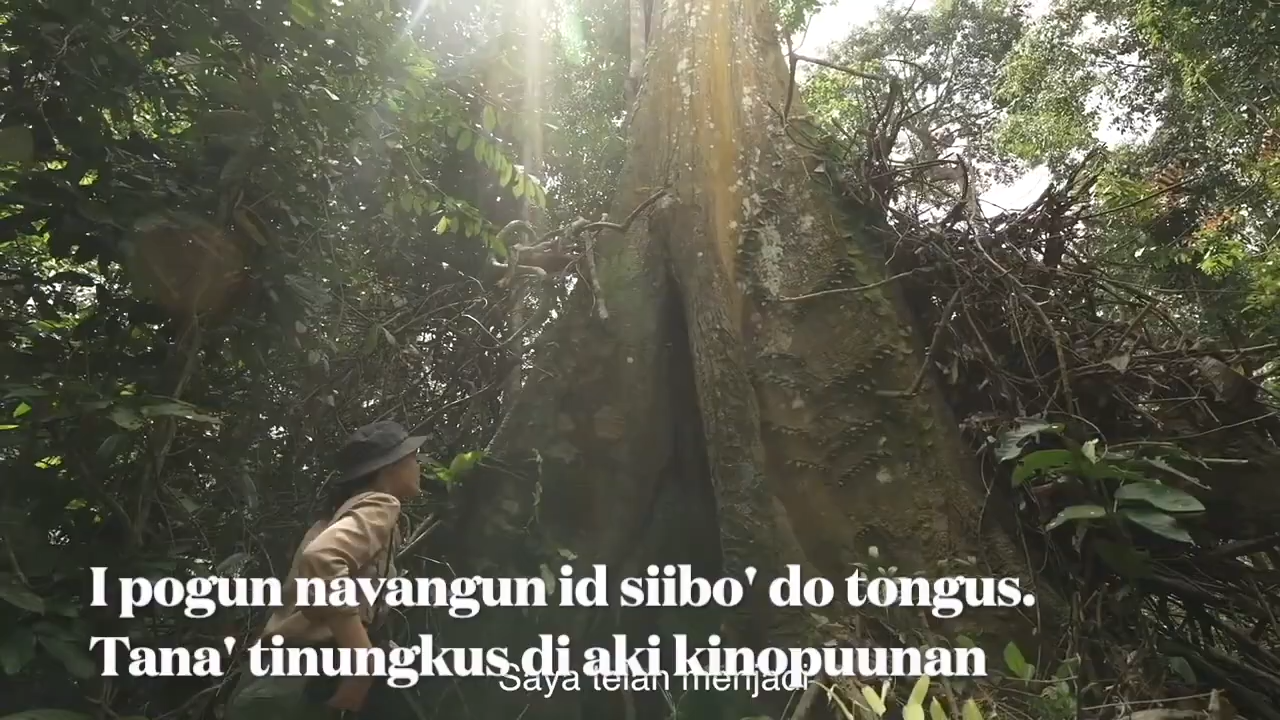 I pogun navangun id siibo' do tongus.
Tana' tinungkus di aki kinopuunan
Saya telah menjadi